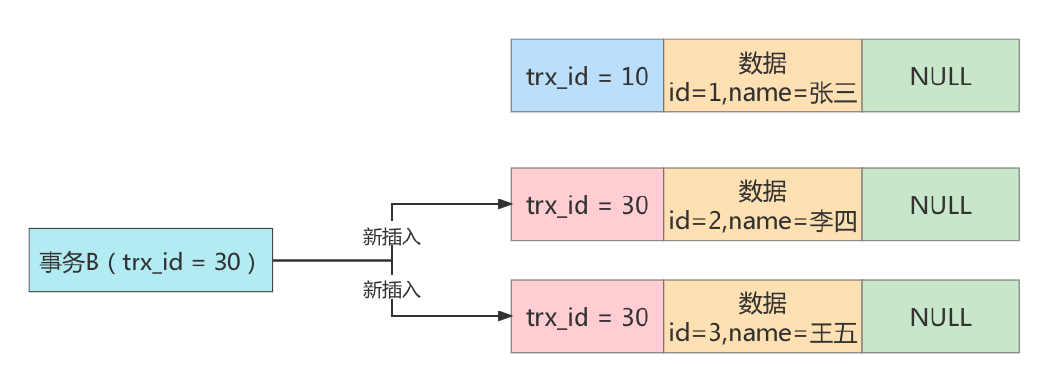 trx_id = 10
数据
id=1,name=张三
NULL
trx_id = 30
数据
id=2,name=李四
NULL
新插入
事务B（trx_id = 30）
新插入
trx_id = 30
数据
id=3,name=王五
NULL